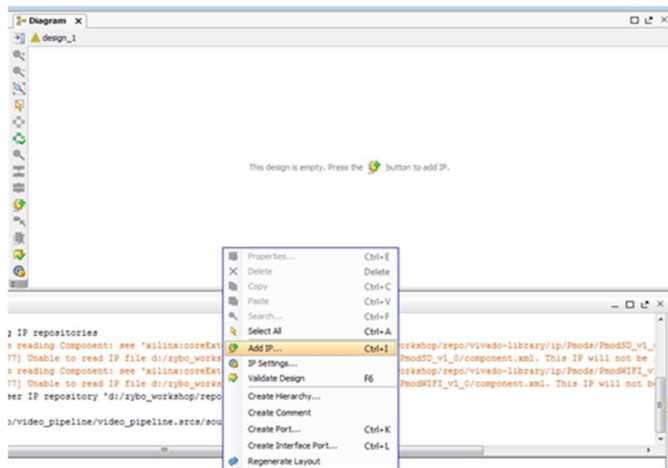 Diagram
design_1
This design is empty. Press the button to add IP.
Properties... Ctrl+E
Delete Delete
Copy Ctrl+C
Paste Ctrl+V
Search... Ctrl+F
Select All Ctrl+A
Add IP... Ctrl+I
IP Settings...
Validate Design F6
Create Hierarchy...
Create Comment
Create Port... Ctrl+K
Create Interface Port... Ctrl+L
Regenerate Layout
g IP repositories
n reading Component: see 'xilinx:coreExt orkshop/repo/vivado-library/ip/Pmods/PmodSD_v1_
77] Unable to read IP file d:/zybo_works PmodSD_v1_0/component.xml. This IP will not be
n reading Component: see 'xilinx:coreExt orkshop/repo/vivado-library/ip/Pmods/PmodWIFI_v
77] Unable to read IP file d:/zybo_works PmodWIFI_v1_0/component.xml. This IP will not b
ser IP repository 'd:/zybo_workshop/repo
o/video_pipeline/video_pipeline.srcs/sou